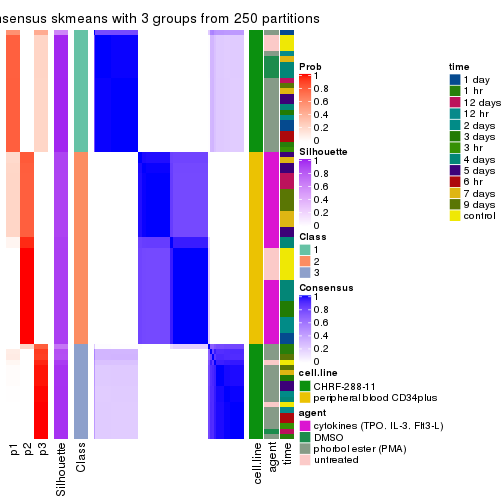 nsensus skmeans with 3 groups from 250 partitions
Prob
1
0.8
0.6
0.4
0.2
0
Silhouette
1
0.8
0.6
0.4
0.2
0
Class
1
2
3
Consensus
1
0.8
0.6
0.4
0.2
0
cell.line
CHRF-288-11
peripheral blood CD34plus
agent
cytokines (TPO, IL-3, Flt3-L)
DMSO
phorbol ester (PMA)
untreated
time
1 day
1 hr
12 days
12 hr
2 days
3 days
3 hr
4 days
5 days
6 hr
7 days
9 days
control
p1
p2
p3
Silhouette
Class
cell.line
agent
time